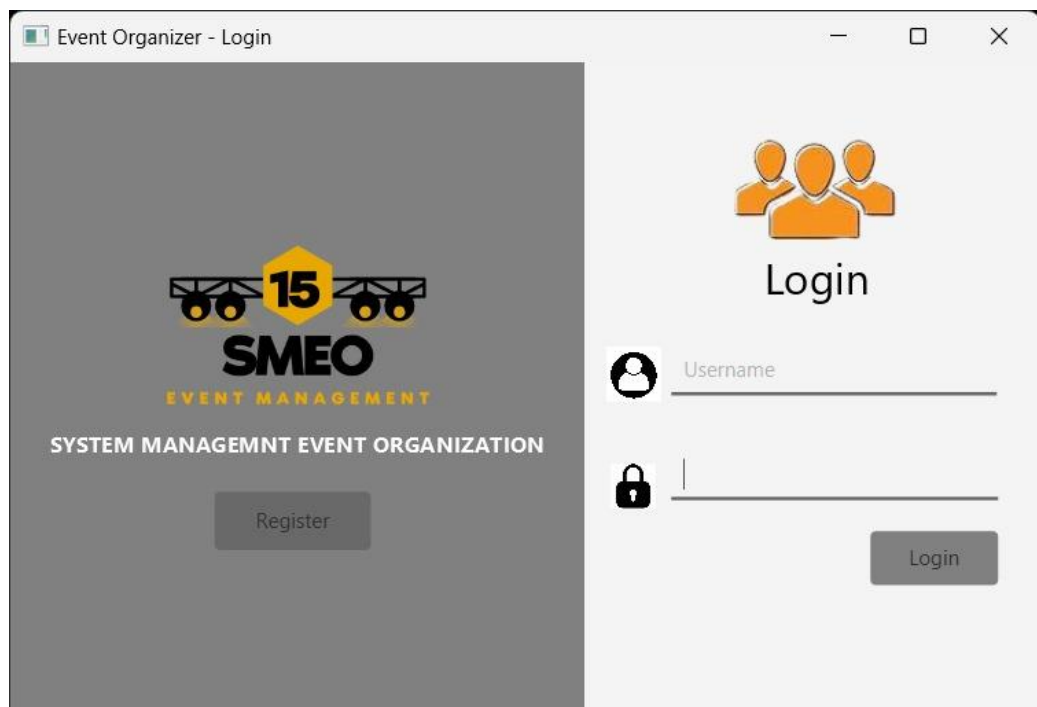 Event Organizer - Login
15
SMEO
EVENT MANAGEMENT
SYSTEM MANAGEMNT EVENT ORGANIZATION
Register
Login
Username
Login